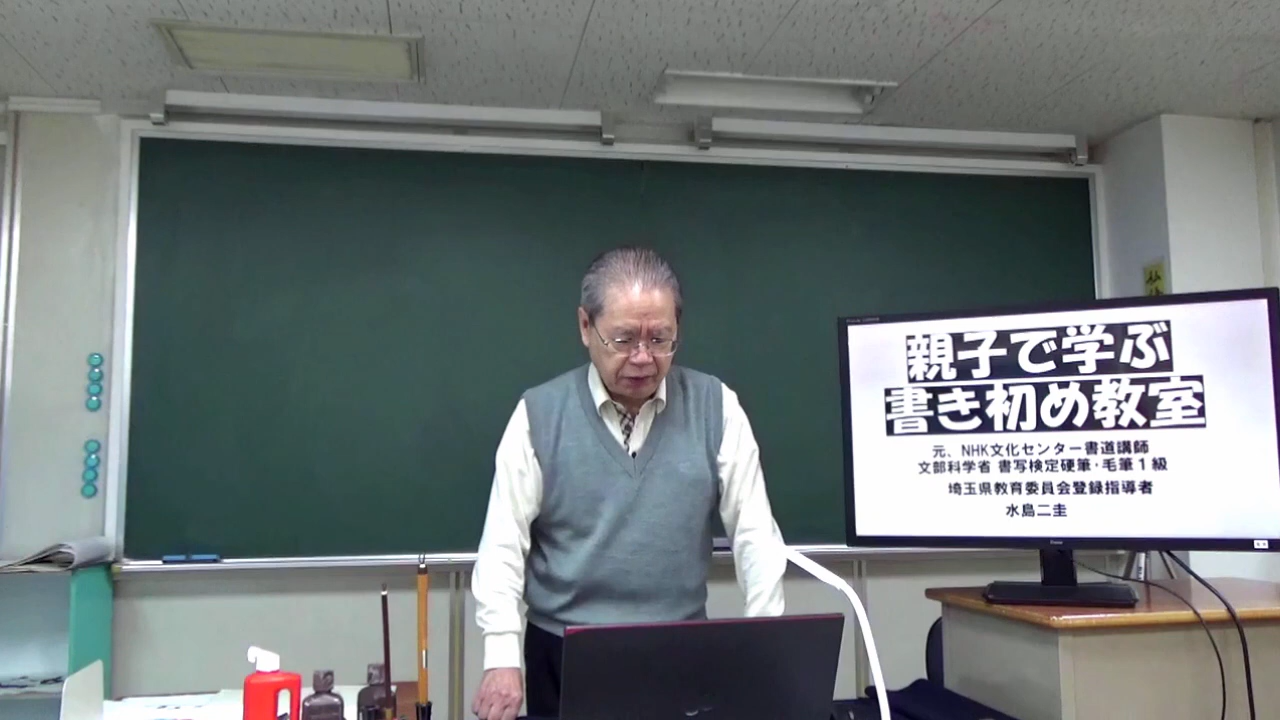 親子で学ぶ
書き初め教室
元、NHK文化センター書道講師
文部科学省 書写検定硬筆・毛筆1級
埼玉県教育委員会登録指導者
水島二圭